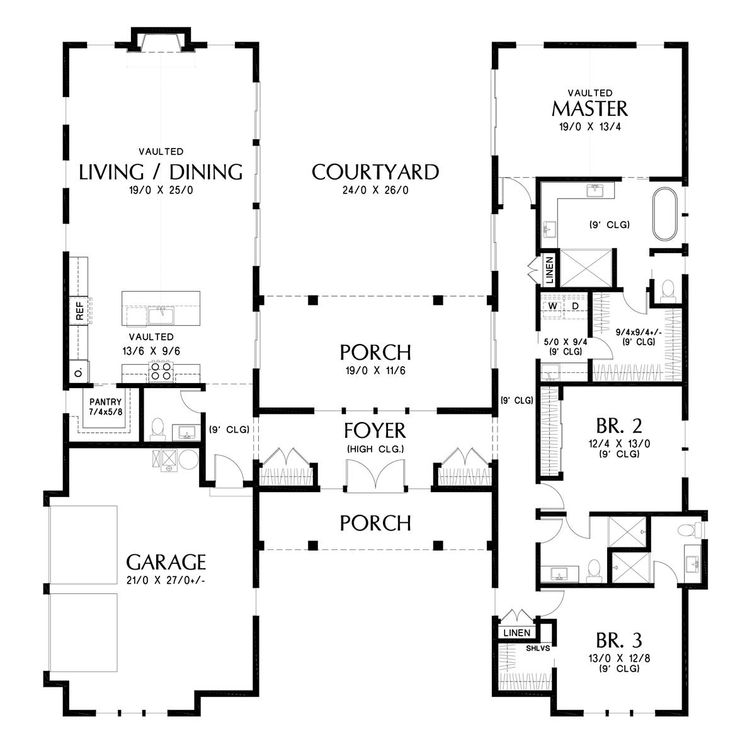 VAULTED
LIVING / DINING
19/0 X 25/0
COURTYARD
24/0 X 26/0
VAULTED
MASTER
19/0 X 13/4
(9' CLG)
LINEN
REF
VAULTED
13/6 X 9/6
PORCH
19/0 X 11/6
W D
5/0 X 9/4
(9' CLG)
9/4x9/4+/-
(9' CLG)
PANTRY
7/4x5/8
(9' CLG)
FOYER
(HIGH CLG.)
(9' CLG)
BR. 2
12/4 X 13/0
(9' CLG)
PORCH
GARAGE
21/0 X 27/0+/-
LINEN
SHLVS
BR. 3
13/0 X 12/8
(9' CLG)